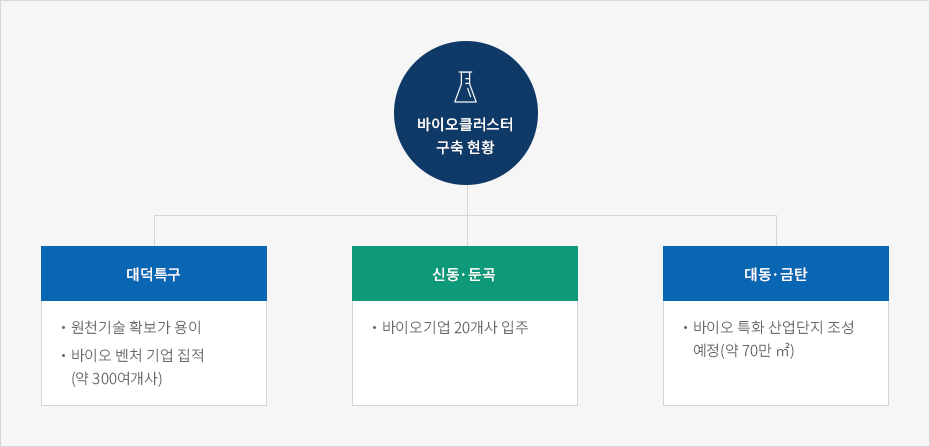 바이오클러스터
구축 현황
대덕특구
• 원천기술 확보가 용이
• 바이오 벤처 기업 집적
(약 300여개사)
신동·둔곡
• 바이오기업 20개사 입주
대동·금탄
• 바이오 특화 산업단지 조성
예정(약 70만 ㎡)